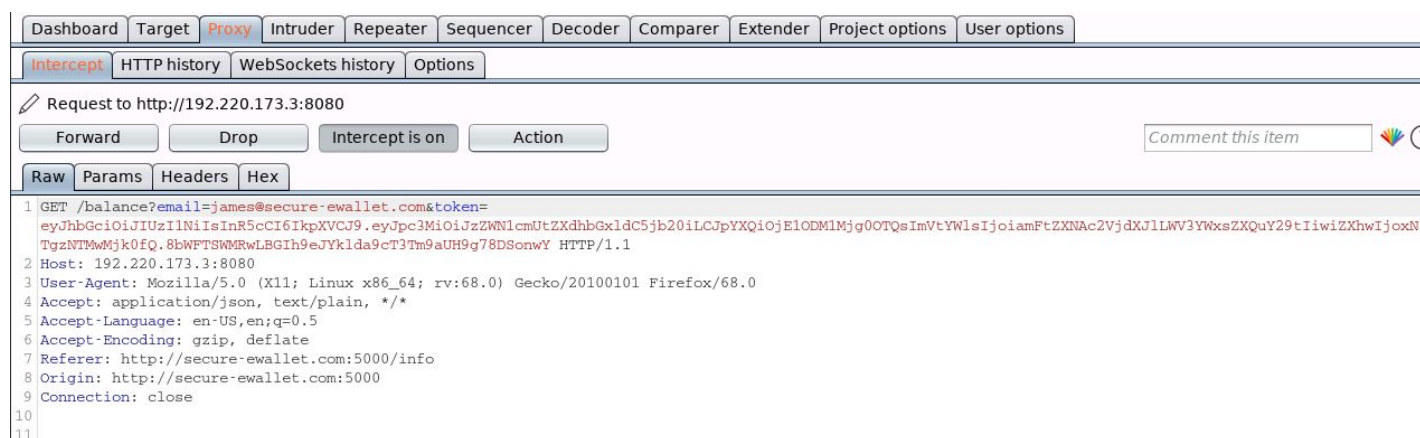 Dashboard Target Proxy Intruder Repeater Sequencer Decoder Comparer Extender Project options User options
Intercept HTTP history WebSockets history Options
Request to http://192.220.173.3:8080
Forward Drop Intercept is on Action Comment this item
Raw Params Headers Hex
1 GET /balance?email=james@secure-ewallet.com&token=
eyJhbGciOiJIUzI1NiIsInR5cCI6IkpXVCJ9.eyJpc3MiOiJzZWN1cmUtZXdhbGxldC5jb20iLCJpYXQiOjE1ODM1Mjg0OTQsImVtYWlsIjoiamFtZXNAc2VjdXJlLWV3YWxsZXQuY29tIiwiZXhwIjoxN
TgzNTMwMjk0fQ.8bWFTSWMRwLBGIh9eJYklda9cT3Tm9aUH9g78DSonwY HTTP/1.1
2 Host: 192.220.173.3:8080
3 User-Agent: Mozilla/5.0 (X11; Linux x86_64; rv:68.0) Gecko/20100101 Firefox/68.0
4 Accept: application/json, text/plain, */*
5 Accept-Language: en-US,en;q=0.5
6 Accept-Encoding: gzip, deflate
7 Referer: http://secure-ewallet.com:5000/info
8 Origin: http://secure-ewallet.com:5000
9 Connection: close
10
11